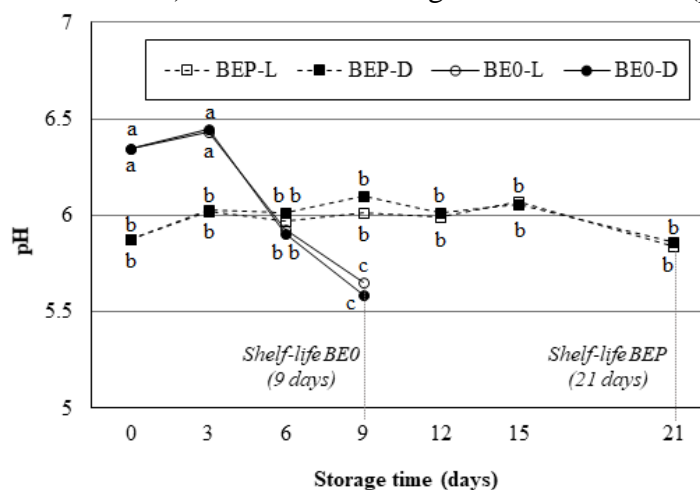 7
BEP-L BEP-D BE0-L BE0-D
6.5
a a
a a
b b b b b b
b b b b b
6
b b b b b b
pH
c
c
5.5
Shelf-life BE0
(9 days)
Shelf-life BEP
(21 days)
5
0 3 6 9 12 15 21
Storage time (days)